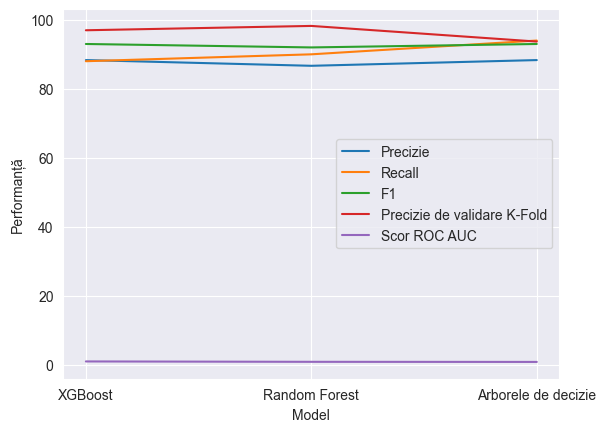 100
80
60
40
20
0
Performanță
Precizie
Recall
F1
Precizie de validare K-Fold
Scor ROC AUC
XGBoost
Random Forest
Arborele de decizie
Model